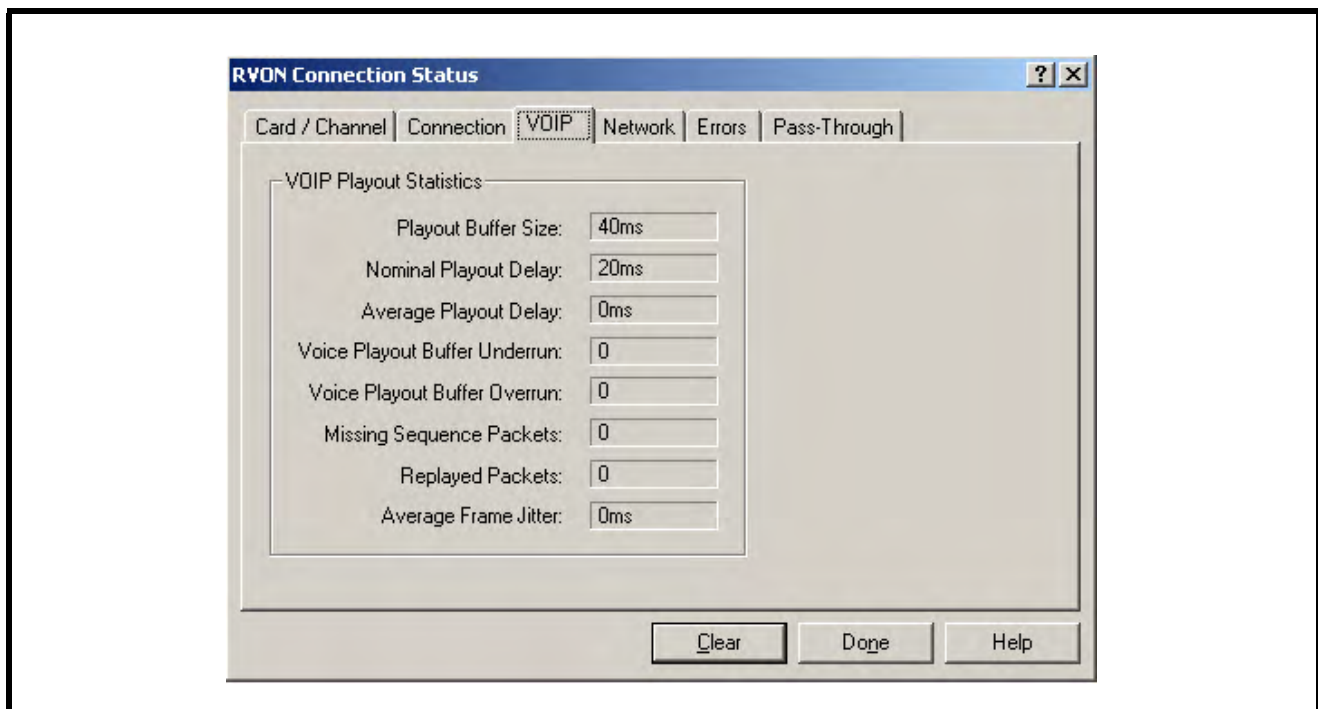 RVON Connection Status
Card / Channel Connection VOIP Network Errors Pass-Through
VOIP Playout Statistics
Playout Buffer Size: 40ms
Nominal Playout Delay: 20ms
Average Playout Delay: 0ms
Voice Playout Buffer Underrun: 0
Voice Playout Buffer Overrun: 0
Missing Sequence Packets: 0
Replayed Packets: 0
Average Frame Jitter: 0ms
Clear Done Help